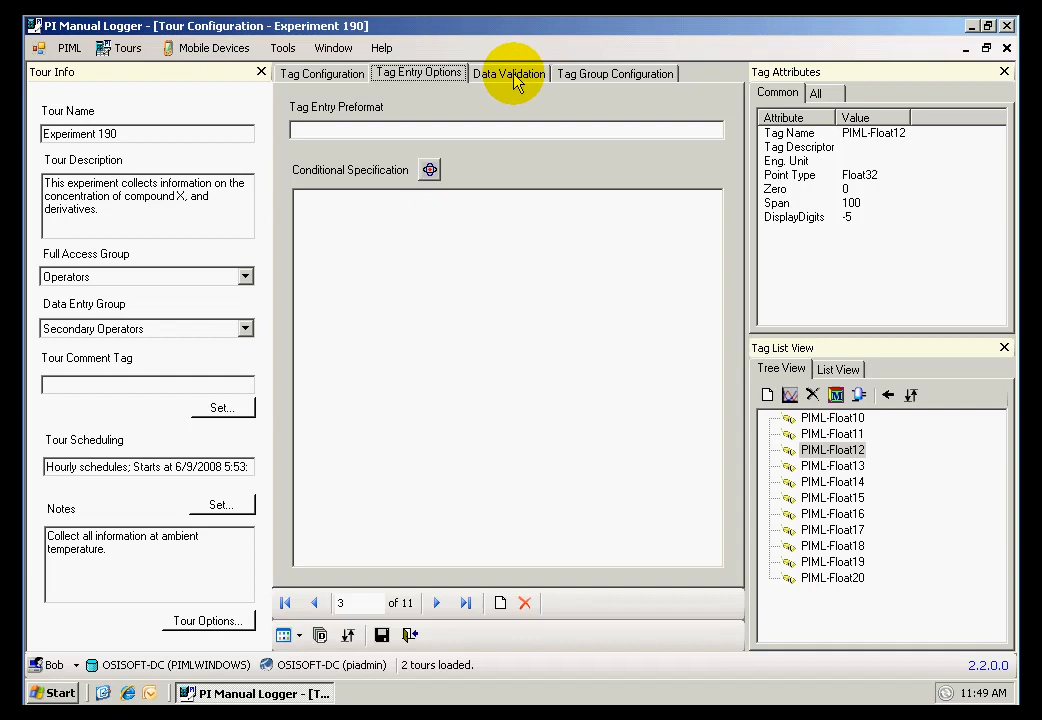 PI Manual Logger - [Tour Configuration - Experiment 190]
PIML Tours Mobile Devices Tools Window Help
Tour Info
Tour Name
Experiment 190
Tour Description
This experiment collects information on the
concentration of compound X, and
derivatives.
Full Access Group
Operators
Data Entry Group
Secondary Operators
Tour Comment Tag
Set...
Tour Scheduling
Hourly schedules; Starts at 6/9/2008 5:53:
Notes
Set...
Collect all information at ambient
temperature.
Tour Options...
Tag Configuration Tag Entry Options Data Validation Tag Group Configuration
Tag Entry Preformat
Conditional Specification
3 of 11
Tag Attributes
Common All
Attribute Value
Tag Name PIML-Float12
Tag Descriptor
Eng. Unit
Point Type Float32
Zero 0
Span 100
DisplayDigits -5
Tag List View
Tree View List View
PIML-Float10
PIML-Float11
PIML-Float12
PIML-Float13
PIML-Float14
PIML-Float15
PIML-Float16
PIML-Float17
PIML-Float18
PIML-Float19
PIML-Float20
Bob OSISOFT-DC (PIMLWINDOWS) OSISOFT-DC (piadmin) 2 tours loaded. 2.2.0.0
Start PI Manual Logger - [T... 11:49 AM